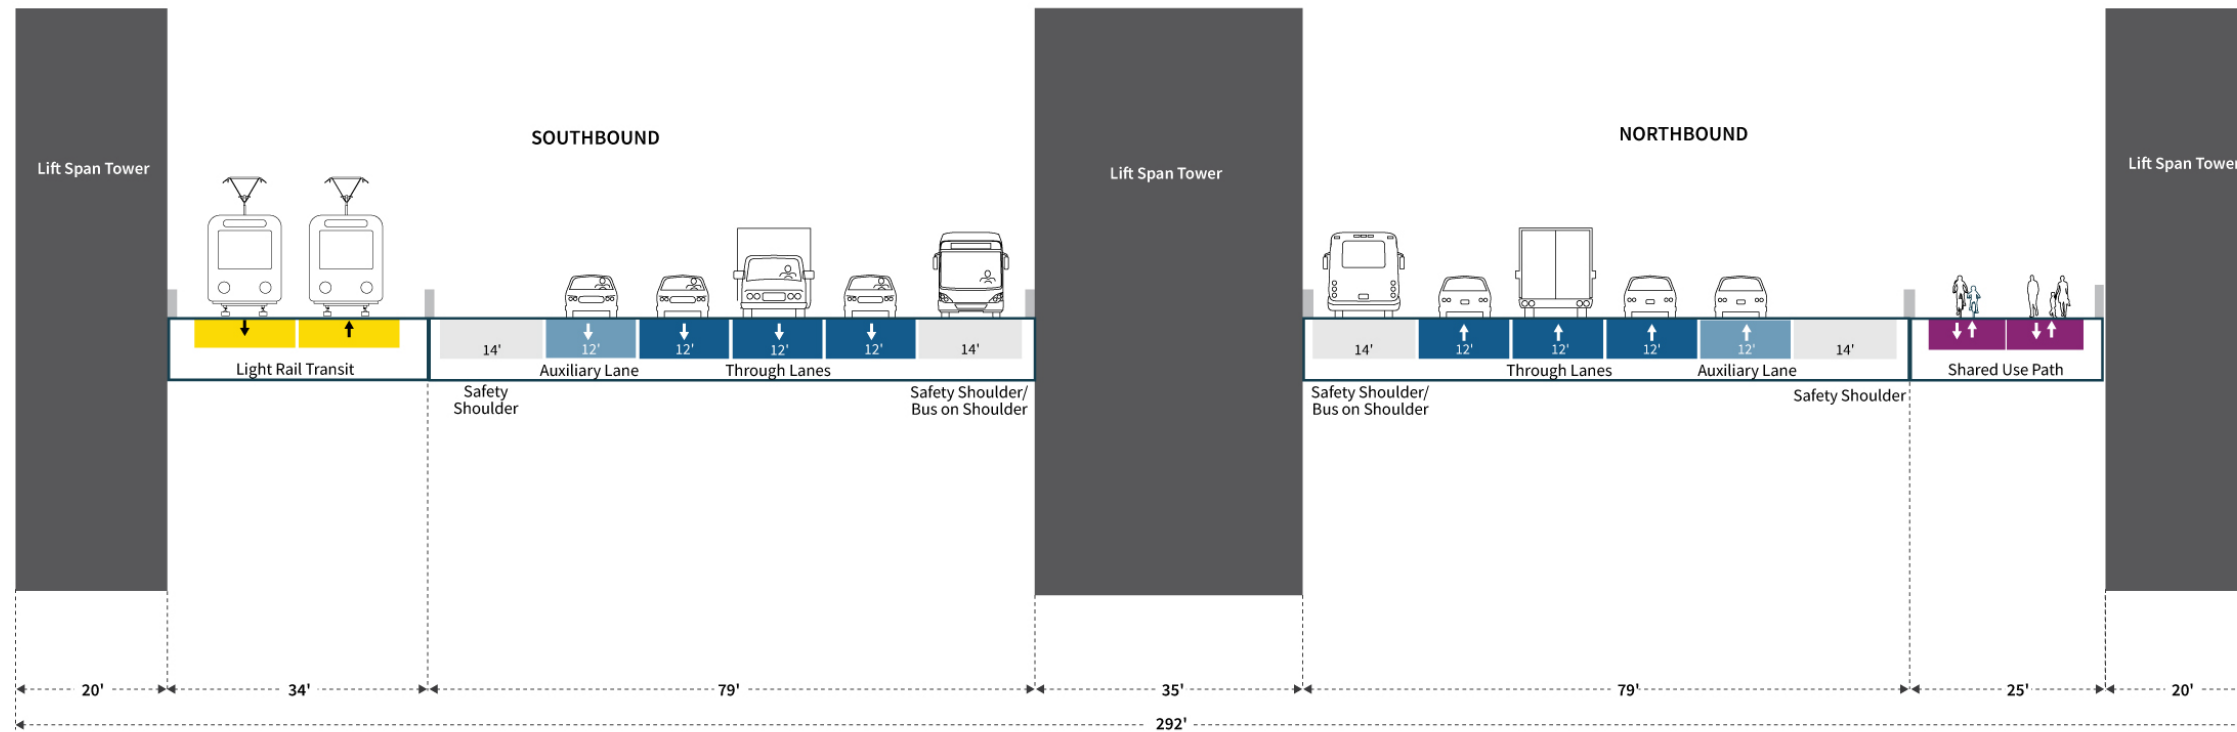 SOUTHBOUND
NORTHBOUND
Lift Span Tower
Lift Span Tower
Lift Span Tower
14'
12'
12'
12'
12'
14'
14'
12'
12'
12'
12'
14'
Light Rail Transit
Auxiliary Lane
Through Lanes
Through Lanes
Auxiliary Lane
Shared Use Path
Safety
Shoulder
Safety Shoulder/
Bus on Shoulder
Safety Shoulder/
Bus on Shoulder
Safety Shoulder
20'
34'
79'
35'
79'
25'
20'
292'